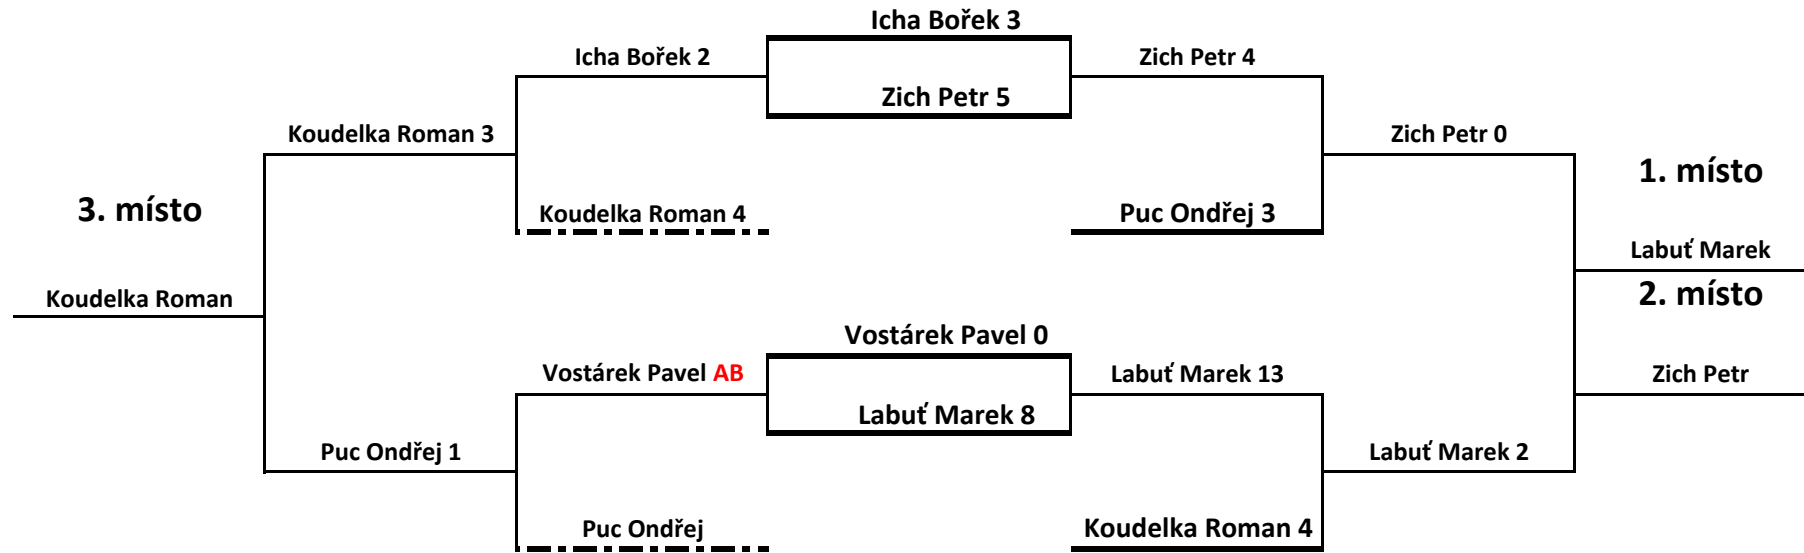 Icha Bořek 3
Icha Bořek 2
Zich Petr 4
Zich Petr 5
Koudelka Roman 3
Zich Petr 0
1. místo
3. místo
Koudelka Roman 4
Puc Ondřej 3
Labuť Marek
Koudelka Roman
2. místo
Vostárek Pavel 0
Vostárek Pavel AB
Labuť Marek 13
Zich Petr
Labuť Marek 8
Puc Ondřej 1
Labuť Marek 2
Puc Ondřej
Koudelka Roman 4